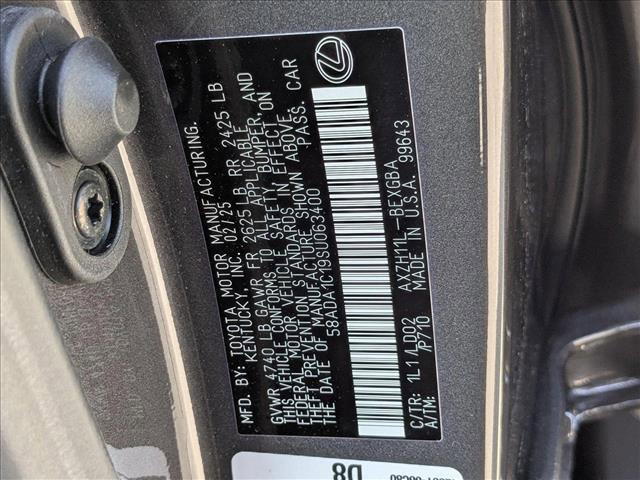 MFD. BY: TOYOTA MOTOR MANUFACTURING,
KENTUCKY, INC. 02/25
GVWR 4740 LB GAWR FR 2625 LB RR 2425 LB
THIS VEHICLE CONFORMS TO ALL APPLICABLE
FEDERAL MOTOR VEHICLE SAFETY, BUMPER, AND
THEFT PREVENTION STANDARDS IN EFFECT ON
THE DATE OF MANUFACTURE SHOWN ABOVE.
58ADA1C19SU063400 PASS. CAR
C/TR: 1L1/LD02 AXZH11L-BEXGBA
A/TM: /P710 MADE IN U.S.A. 99643
D8